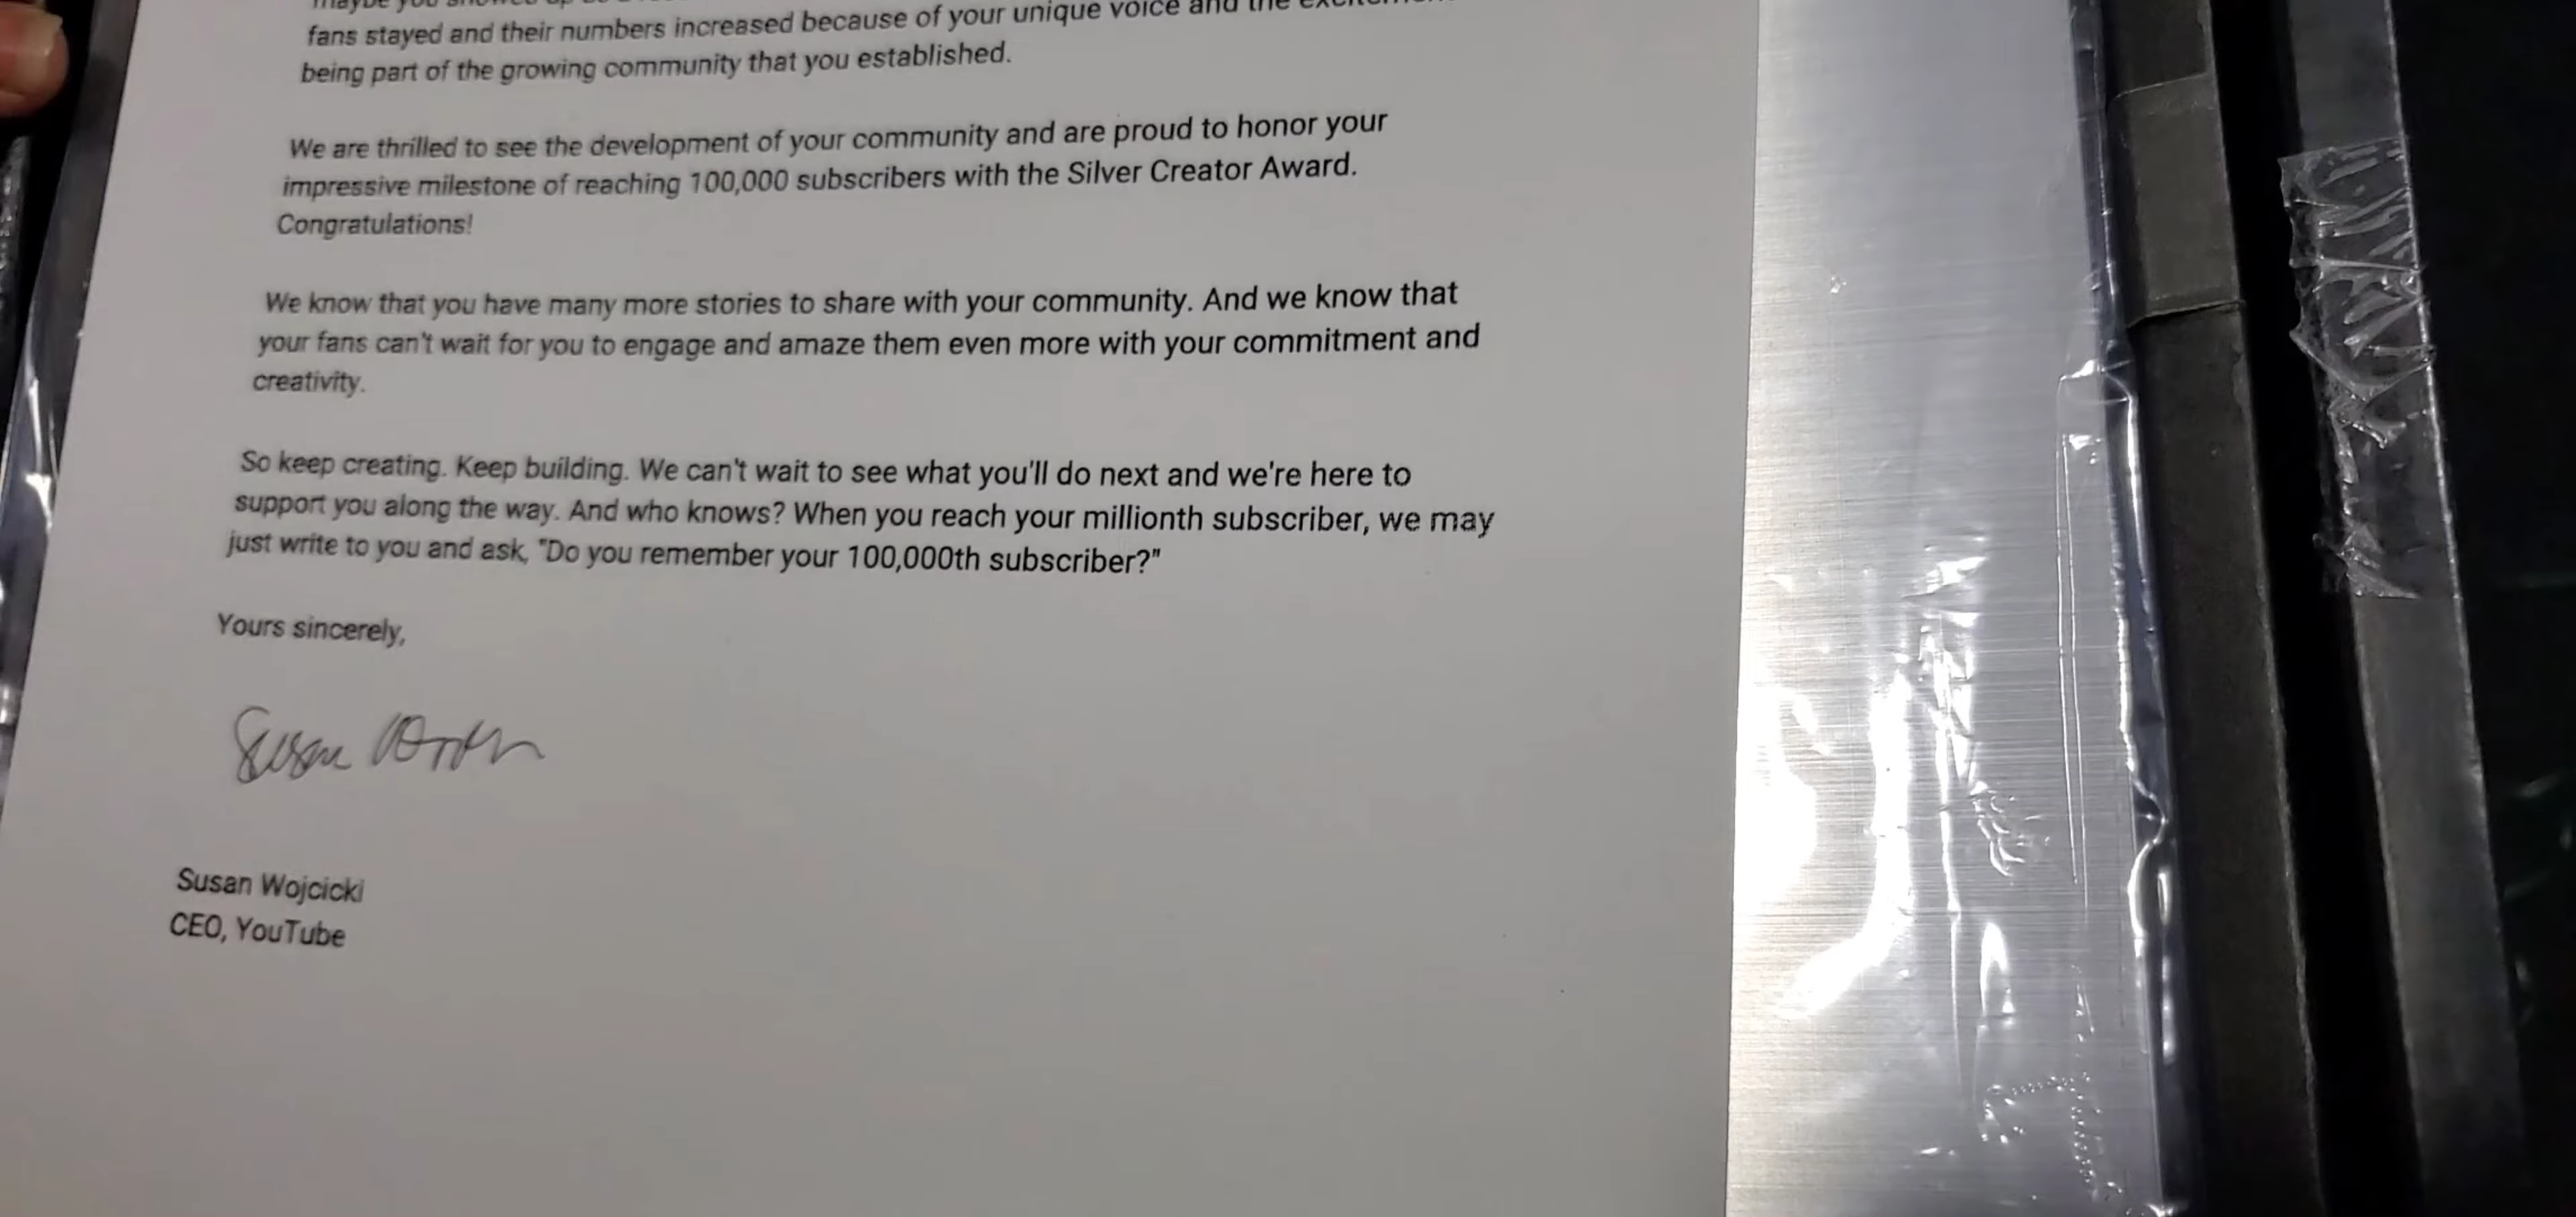 maybe you showed up
fans stayed and their numbers increased because of your unique voice and the excitement
being part of the growing community that you established.
We are thrilled to see the development of your community and are proud to honor your
impressive milestone of reaching 100,000 subscribers with the Silver Creator Award.
Congratulations!
We know that you have many more stories to share with your community. And we know that
your fans can't wait for you to engage and amaze them even more with your commitment and
creativity.
So keep creating. Keep building. We can't wait to see what you'll do next and we're here to
support you along the way. And who knows? When you reach your millionth subscriber, we may
just write to you and ask, "Do you remember your 100,000th subscriber?"
Yours sincerely,
Susan
Susan Wojcicki
CEO, YouTube